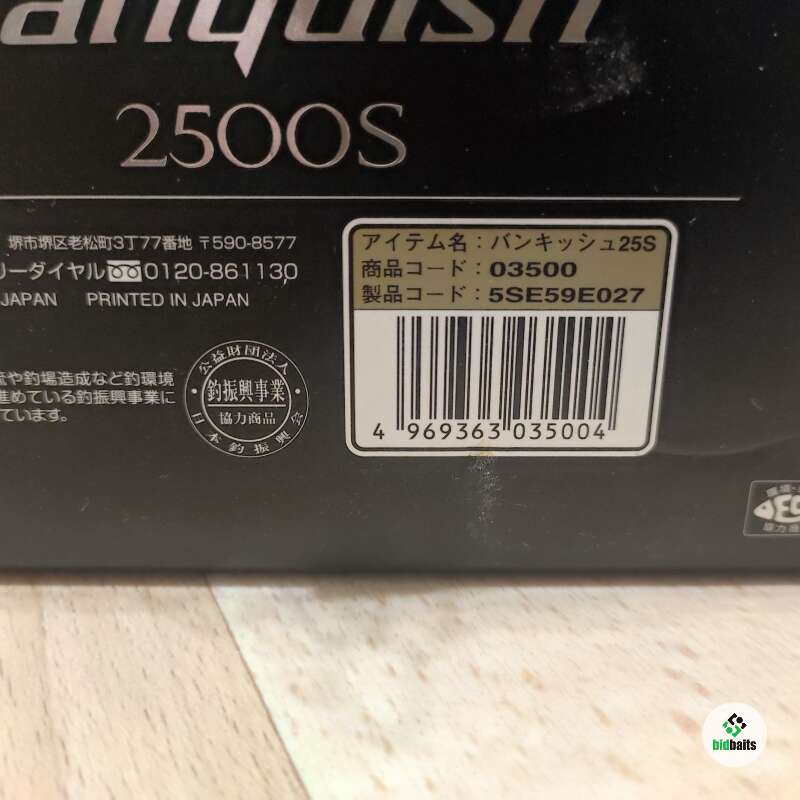 anquish
2500S
堺市堺区老松町3丁77番地 〒590-8577
リーダイヤル 0120-861130
JAPAN PRINTED IN JAPAN
や釣場造成など釣環境
進めている釣振興事業に
ています。
公益財団法人
釣振興事業
協力商品
日本釣振興会
アイテム名：バンキッシュ25S
商品コード：03500
製品コード：5SE59E027
4 969363 035004
bidbaits